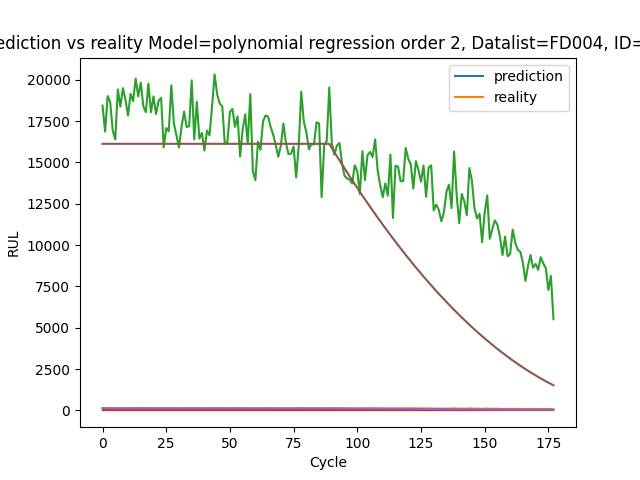 ediction vs reality Model=polynomial regression order 2, Datalist=FD004, ID=
prediction
reality
20000
17500
15000
12500
10000
7500
5000
2500
0
RUL
0 25 50 75 100 125 150 175
Cycle